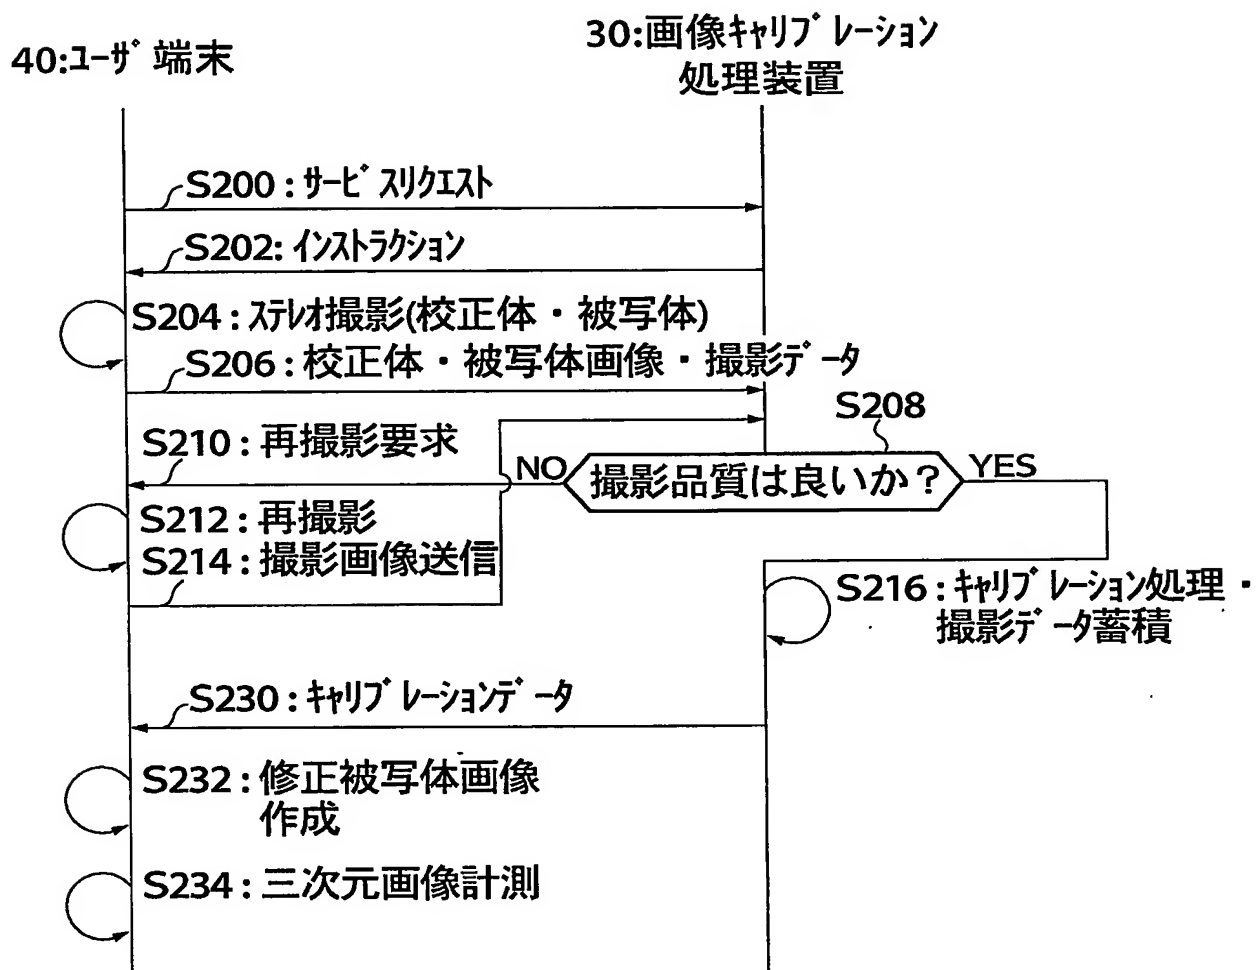 40:ユーザ端末
30:画像キャリブレーション
処理装置
S200:サービスリクエスト
S202:インストラクション
S204:ステレオ撮影(校正体・被写体)
S206:校正体・被写体画像・撮影データ
S208
S210:再撮影要求
NO
撮影品質は良いか?
YES
S212:再撮影
S214:撮影画像送信
S216:キャリブレーション処理・
撮影データ蓄積
S230:キャリブレーションデータ
S232:修正被写体画像
作成
S234:三次元画像計測